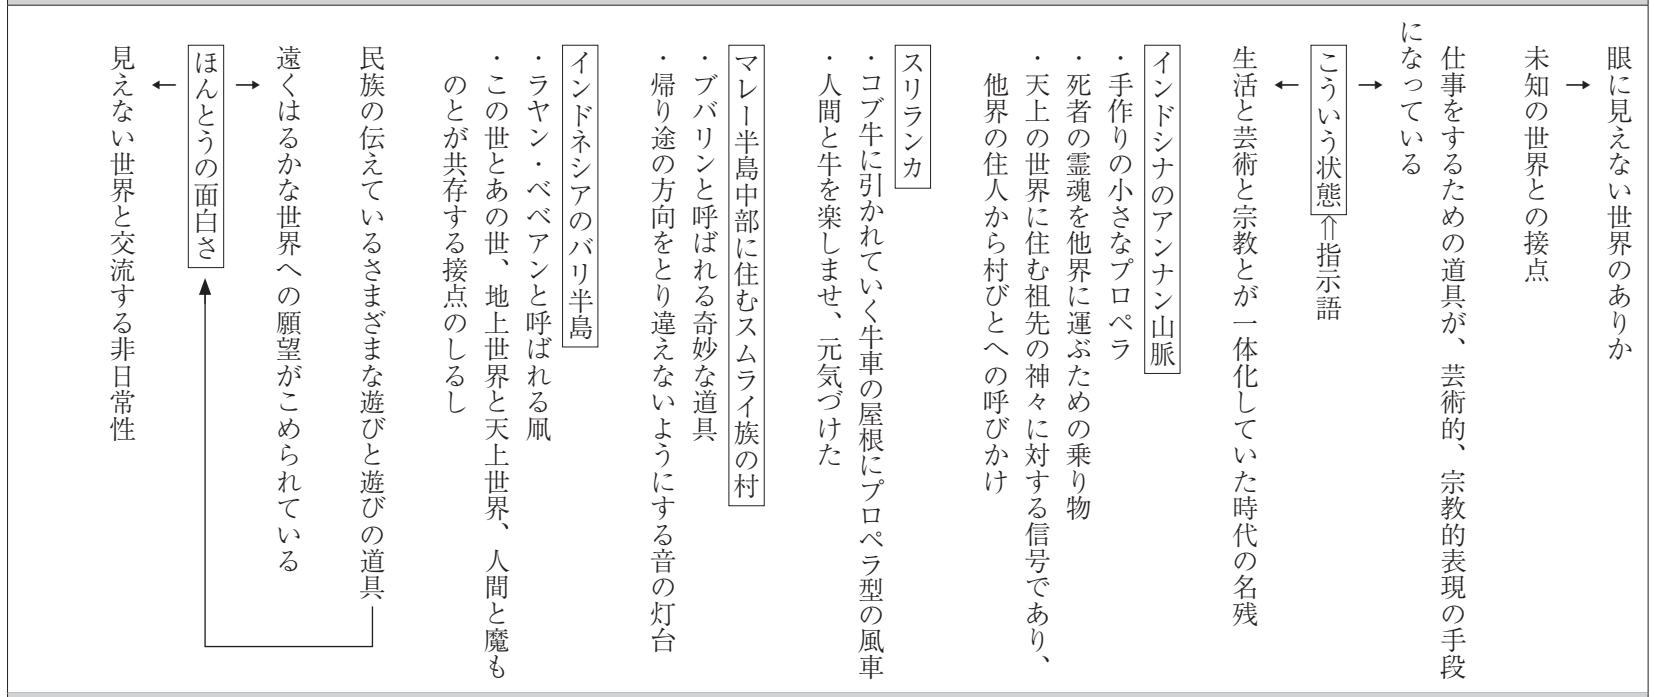 眼に見えない世界のありか
→
未知の世界との接点
仕事をするための道具が、芸術的、宗教的表現の手段
になっている
→
こういう状態⇑指示語
←
生活と芸術と宗教とが一体化していた時代の名残
インドシナのアンナン山脈
・手作りの小さなプロペラ
・死者の霊魂を他界に運ぶための乗り物
・天上の世界に住む祖先の神々に対する信号であり、
他界の住人から村びとへの呼びかけ
スリランカ
・コブ牛に引かれていく牛車の屋根にプロペラ型の風車
・人間と牛を楽しませ、元気づけた
マレー半島中部に住むスムライ族の村
・ブバリンと呼ばれる奇妙な道具
・帰り途の方向をとり違えないようにする音の灯台
インドネシアのバリ半島
・ラヤン・ベベアンと呼ばれる凧
・この世とあの世、地上世界と天上世界、人間と魔も
のとが共存する接点のしるし
民族の伝えているさまざまな遊びと遊びの道具
遠くはるかな世界への願望がこめられている
→
ほんとうの面白さ
←
見えない世界と交流する非日常性